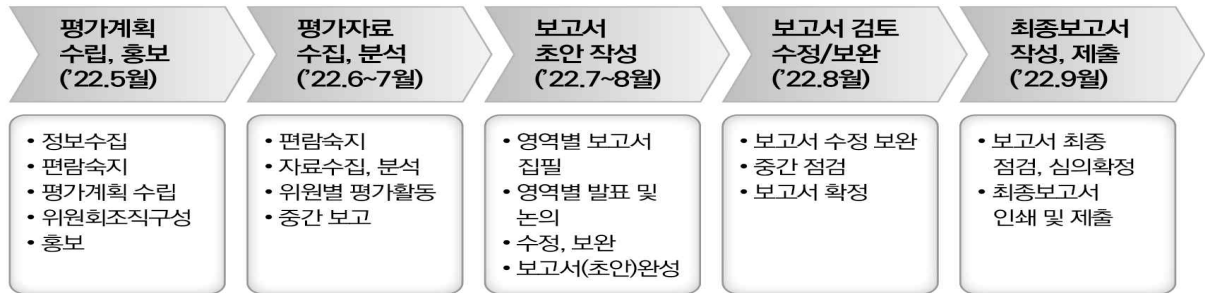 평가계획
수립, 홍보
(’22.5월)
평가자료
수집, 분석
(’22.6~7월)
보고서
초안 작성
(’22.7~8월)
보고서 검토
수정/보완
(’22.8월)
최종보고서
작성, 제출
(’22.9월)
• 정보수집
• 편람숙지
• 평가계획 수립
• 위원회조직구성
• 홍보
• 편람숙지
• 자료수집, 분석
• 위원별 평가활동
• 중간 보고
• 영역별 보고서
집필
• 영역별 발표 및
논의
• 수정, 보완
• 보고서(초안)완성
• 보고서 수정 보완
• 중간 점검
• 보고서 확정
• 보고서 최종
점검, 심의확정
• 최종보고서
인쇄 및 제출